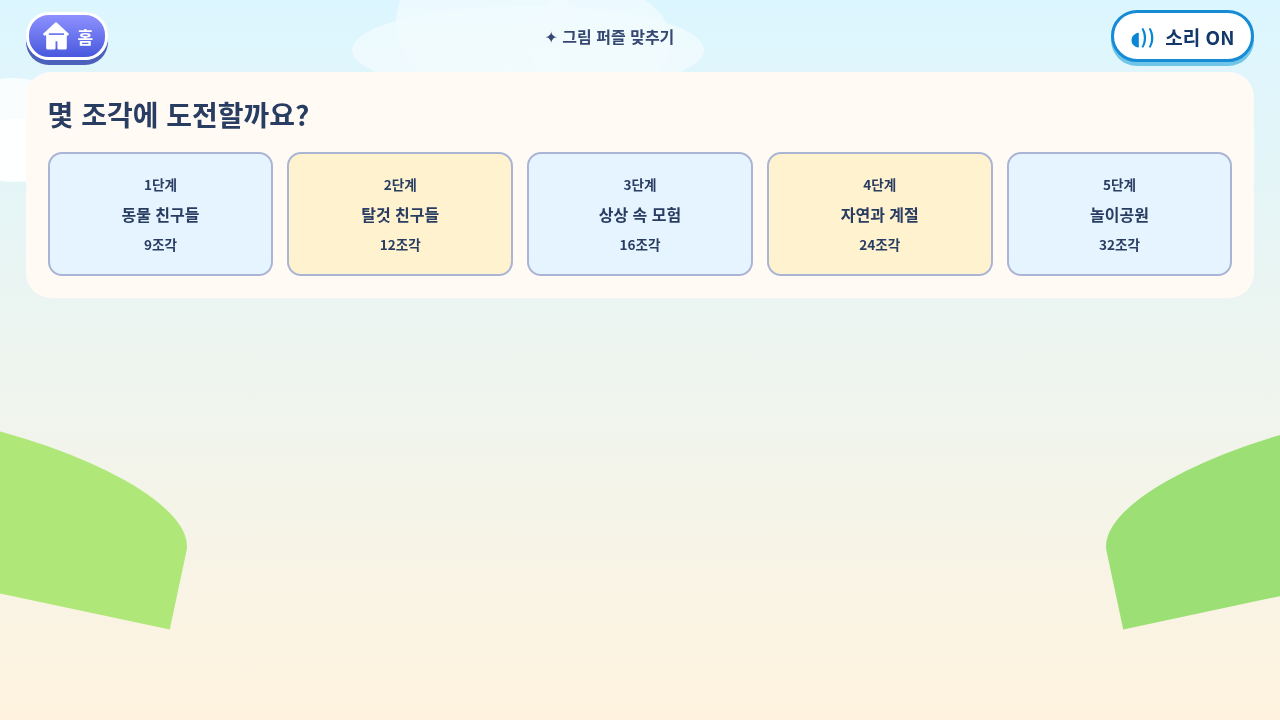 홈
✦ 그림 퍼즐 맞추기
소리 ON
몇 조각에 도전할까요?
1단계
동물 친구들
9조각
2단계
탈것 친구들
12조각
3단계
상상 속 모험
16조각
4단계
자연과 계절
24조각
5단계
놀이공원
32조각